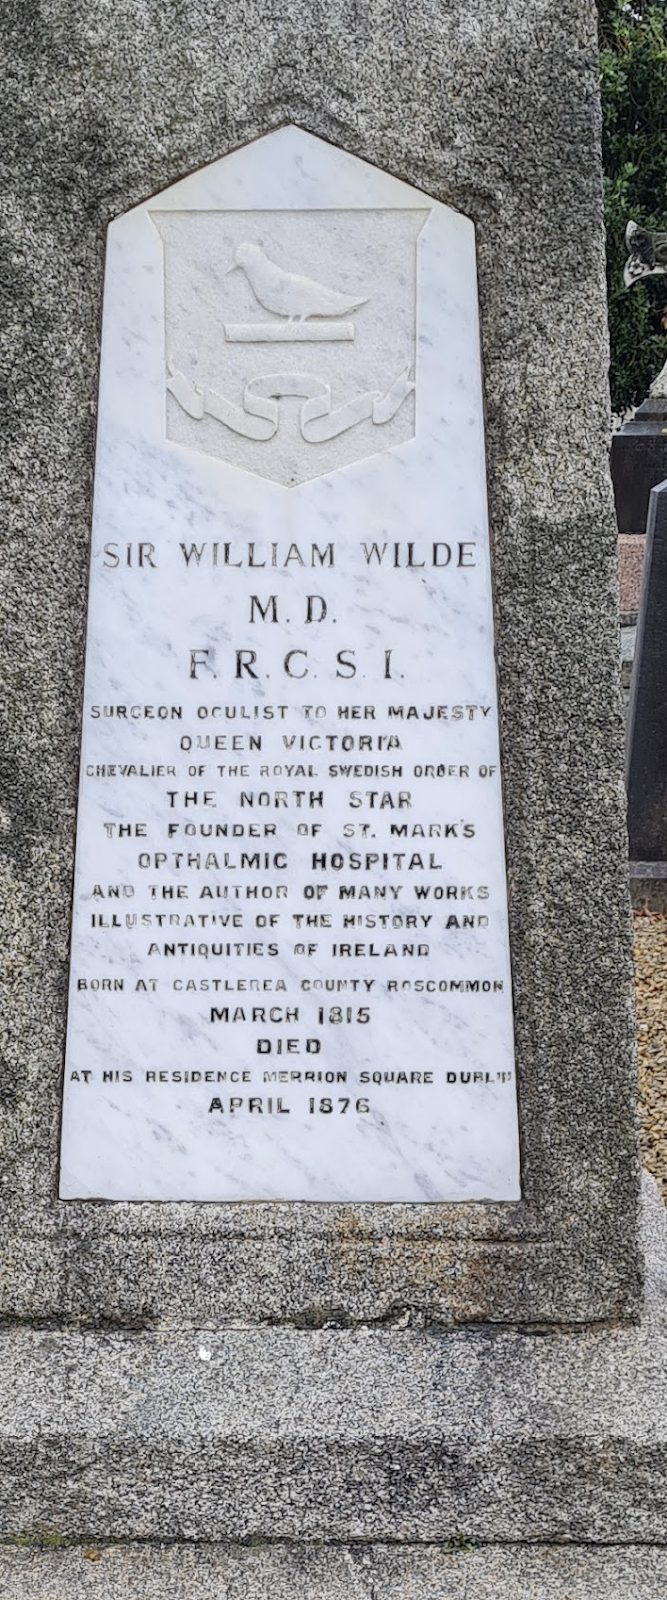 SIR WILLIAM WILDE
M. D.
F. R. C. S. I.
SURGEON OCULIST TO HER MAJESTY
QUEEN VICTORIA
CHEVALIER OF THE ROYAL SWEDISH ORDER OF
THE NORTH STAR
THE FOUNDER OF ST. MARK'S
OPTHALMIC HOSPITAL
AND THE AUTHOR OF MANY WORKS
ILLUSTRATIVE OF THE HISTORY AND
ANTIQUITIES OF IRELAND
BORN AT CASTLEREA COUNTY ROSCOMMON
MARCH 1815
DIED
AT HIS RESIDENCE MERRION SQUARE DUBLIN
APRIL 1876